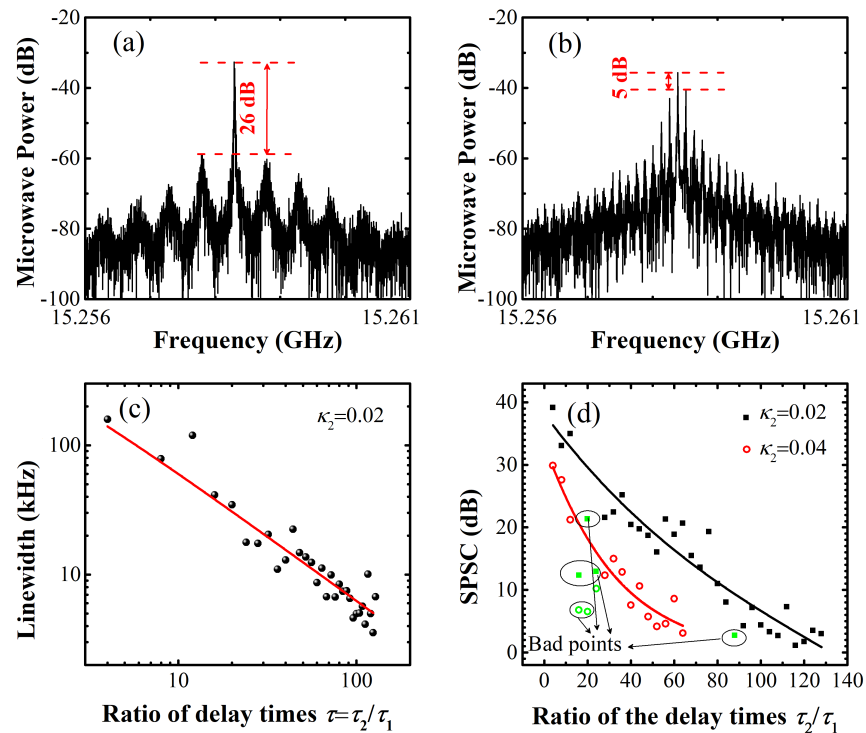 (a)
-20
-40
-60
-80
-100
Microwave Power (dB)
26 dB
15.256
15.261
Frequency (GHz)
(b)
-20
-40
-60
-80
-100
Microwave Power (dB)
5 dB
15.256
15.261
Frequency (GHz)
(c)
κ₂=0.02
100
10
Linewidth (kHz)
10
100
Ratio of delay times τ=τ₂/τ₁
(d)
κ₂=0.02
κ₂=0.04
40
30
20
10
0
SPSC (dB)
Bad points
0 20 40 60 80 100 120 140
Ratio of the delay times τ₂/τ₁